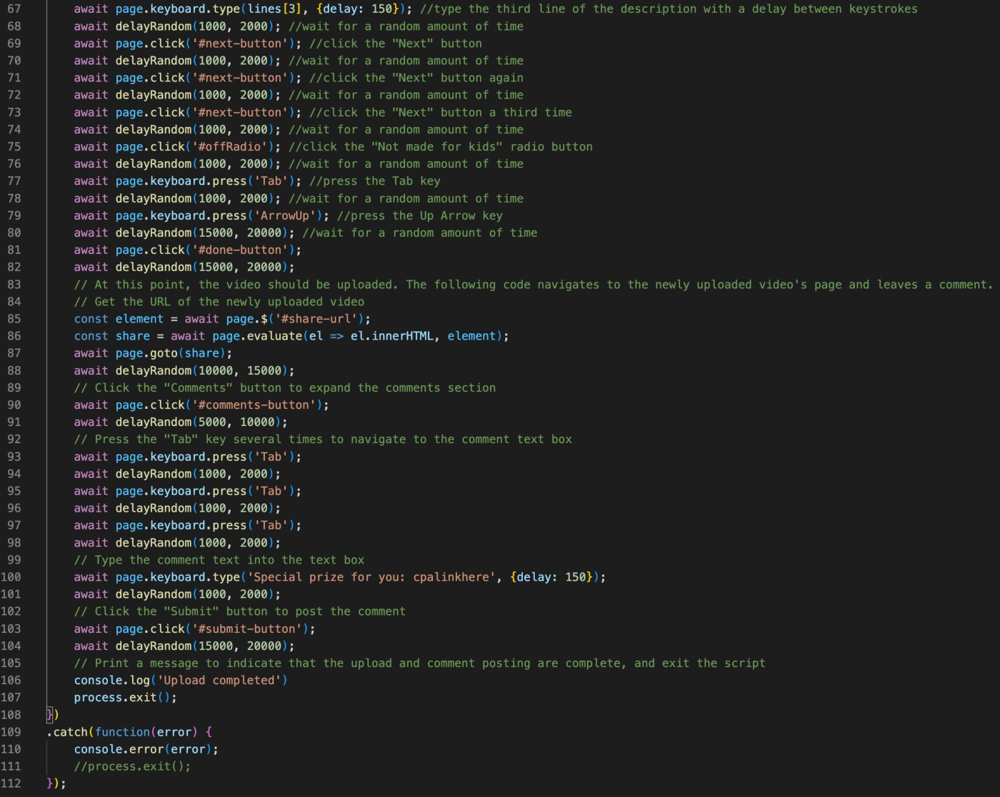 67 await page.keyboard.type(lines[3], {delay: 150}); //type the third line of the description with a delay between keystrokes
68 await delayRandom(1000, 2000); //wait for a random amount of time
69 await page.click('#next-button'); //click the "Next" button
70 await delayRandom(1000, 2000); //wait for a random amount of time
71 await page.click('#next-button'); //click the "Next" button again
72 await delayRandom(1000, 2000); //wait for a random amount of time
73 await page.click('#next-button'); //click the "Next" button a third time
74 await delayRandom(1000, 2000); //wait for a random amount of time
75 await page.click('#offRadio'); //click the "Not made for kids" radio button
76 await delayRandom(1000, 2000); //wait for a random amount of time
77 await page.keyboard.press('Tab'); //press the Tab key
78 await delayRandom(1000, 2000); //wait for a random amount of time
79 await page.keyboard.press('ArrowUp'); //press the Up Arrow key
80 await delayRandom(15000, 20000); //wait for a random amount of time
81 await page.click('#done-button');
82 await delayRandom(15000, 20000);
83 // At this point, the video should be uploaded. The following code navigates to the newly uploaded video's page and leaves a comment.
84 // Get the URL of the newly uploaded video
85 const element = await page.$('#share-url');
86 const share = await page.evaluate(el => el.innerHTML, element);
87 await page.goto(share);
88 await delayRandom(10000, 15000);
89 // Click the "Comments" button to expand the comments section
90 await page.click('#comments-button');
91 await delayRandom(5000, 10000);
92 // Press the "Tab" key several times to navigate to the comment text box
93 await page.keyboard.press('Tab');
94 await delayRandom(1000, 2000);
95 await page.keyboard.press('Tab');
96 await delayRandom(1000, 2000);
97 await page.keyboard.press('Tab');
98 await delayRandom(1000, 2000);
99 // Type the comment text into the text box
100 await page.keyboard.type('Special prize for you: cpalinkhere', {delay: 150});
101 await delayRandom(1000, 2000);
102 // Click the "Submit" button to post the comment
103 await page.click('#submit-button');
104 await delayRandom(15000, 20000);
105 // Print a message to indicate that the upload and comment posting are complete, and exit the script
106 console.log('Upload completed')
107 process.exit();
108 })
109 .catch(function(error) {
110 console.error(error);
111 //process.exit();
112 });